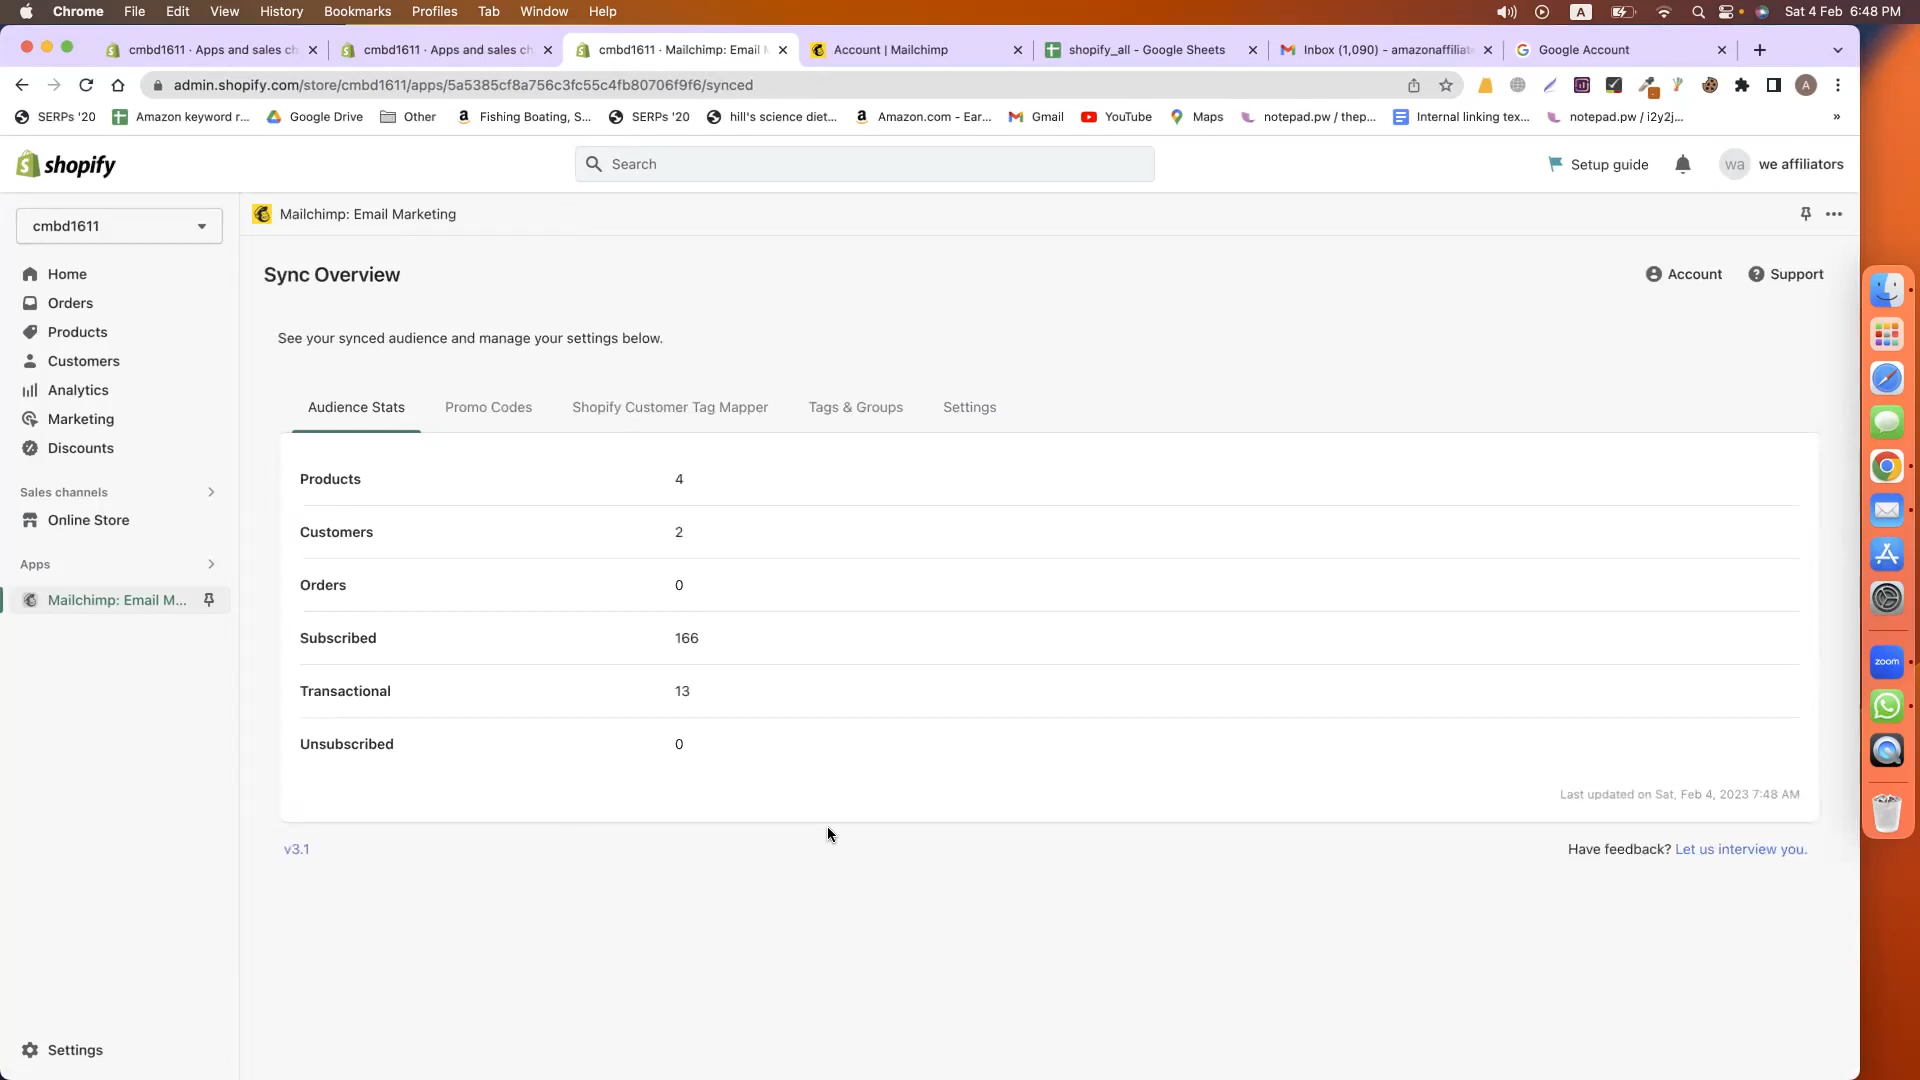 Chrome File Edit View History Bookmarks Profiles Tab Window Help A Sat 4 Feb 6:48 PM
cmbd1611 · Apps and sales ch cmbd1611 · Apps and sales ch cmbd1611 · Mailchimp: Email M Account | Mailchimp shopify_all - Google Sheets Inbox (1,090) - amazonaffiliat Google Account
admin.shopify.com/store/cmbd1611/apps/5a5385cf8a756c3fc55c4fb80706f9f6/synced A
SERPs '20 Amazon keyword r... Google Drive Other Fishing Boating, S... SERPs '20 hill's science diet... Amazon.com - Ear... Gmail YouTube Maps notepad.pw / thep... Internal linking tex... notepad.pw / i2y2j... »
shopify Search Setup guide wa we affiliators
cmbd1611
Mailchimp: Email Marketing
Home
Orders
Products
Customers
Analytics
Marketing
Discounts
Sales channels
Online Store
Apps
Mailchimp: Email M...
Settings
Sync Overview Account Support
See your synced audience and manage your settings below.
Audience Stats Promo Codes Shopify Customer Tag Mapper Tags & Groups Settings
Products 4
Customers 2
Orders 0
Subscribed 166
Transactional 13
Unsubscribed 0
Last updated on Sat, Feb 4, 2023 7:48 AM
v3.1 Have feedback? Let us interview you.
zoom